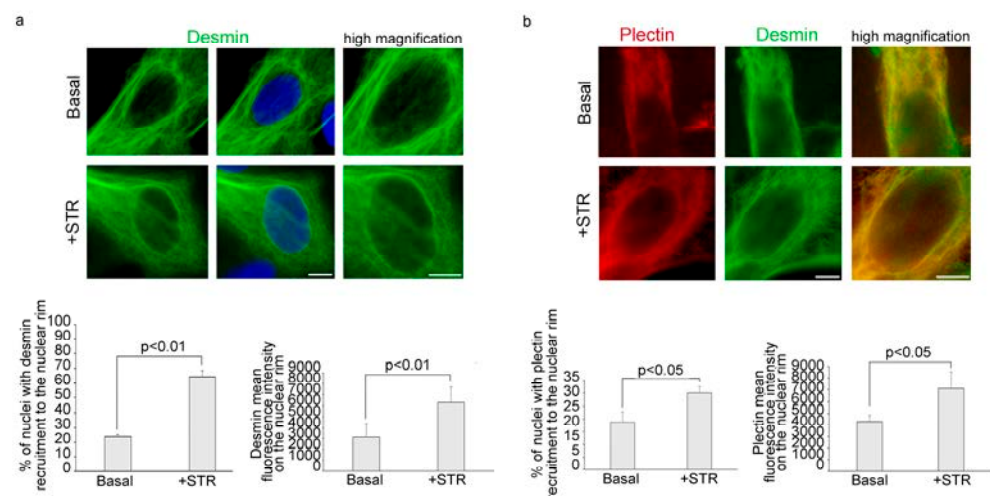 a
Desmin
high magnification
Basal
+STR
% of nuclei with desmin
recruitment to the nuclear rim
100
90
80
70
60
50
40
30
20
10
0
p<0.01
Basal
+STR
Desmin mean
fluorescence intensity
on the nuclear rim
9000
8000
7000
6000
5000
4000
3000
2000
1000
0
p<0.01
Basal
+STR
b
Plectin
Desmin
high magnification
Basal
+STR
% of nuclei with plectin
recruitment to the nuclear rim
35
30
25
20
15
5
0
p<0.05
Basal
+STR
Plectin mean
fluorescence intensity
on the nuclear rim
9000
8000
7000
6000
5000
4000
3000
2000
1000
0
p<0.05
Basal
+STR